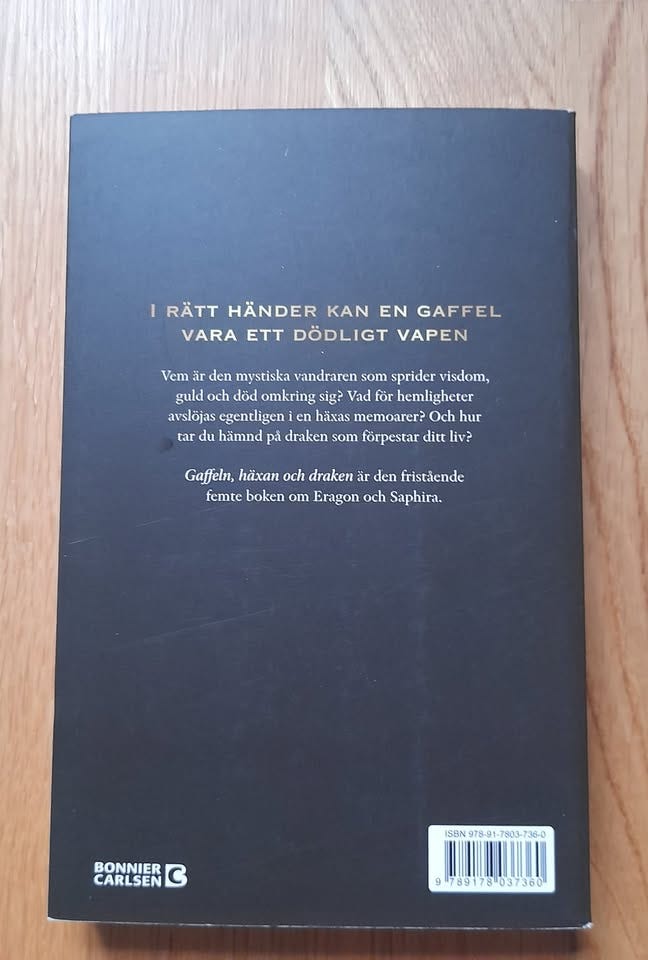 I RÄTT HÄNDER KAN EN GAFFEL
VARA ETT DÖDLIGT VAPEN
Vem är den mystiska vandraren som sprider visdom,
guld och död omkring sig? Vad för hemligheter
avslöjas egentligen i en häxas memoarer? Och hur
tar du hämnd på draken som förpestar ditt liv?
Gaffeln, häxan och draken är den fristående
femte boken om Eragon och Saphira.
ISBN 978-91-7803-736-0
9 789178 037360
BONNIER
CARLSEN C